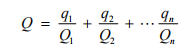 Q = q₁/Q₁ + q₂/Q₂ + ⋯ qₙ/Qₙ